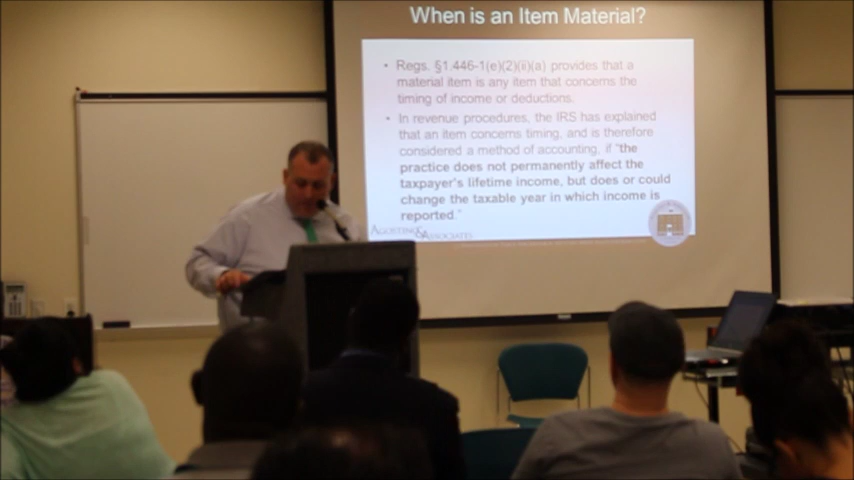 When is an Item Material?
• Regs. §1.446-1(e)(2)(ii)(a) provides that a
material item is any item that concerns the
timing of income or deductions.
• In revenue procedures, the IRS has explained
that an item concerns timing, and is therefore
considered a method of accounting, if "the
practice does not permanently affect the
taxpayer's lifetime income, but does or could
change the taxable year in which income is
reported."
AGOSTINO & ASSOCIATES